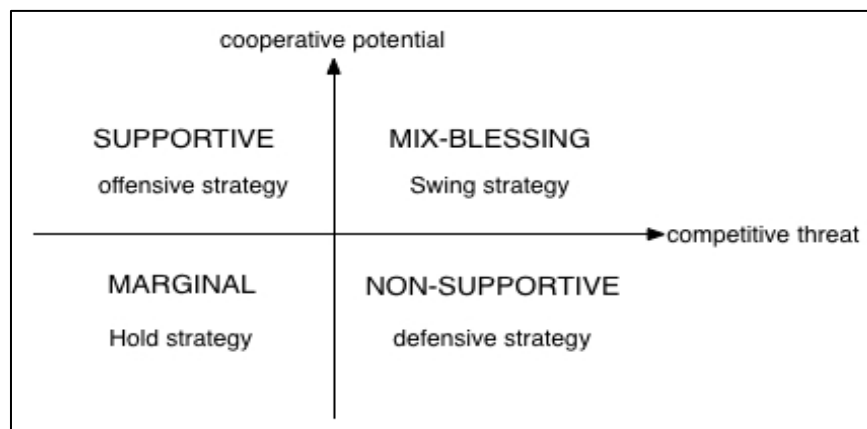 cooperative potential
SUPPORTIVE
offensive strategy
MIX-BLESSING
Swing strategy
competitive threat
MARGINAL
Hold strategy
NON-SUPPORTIVE
defensive strategy